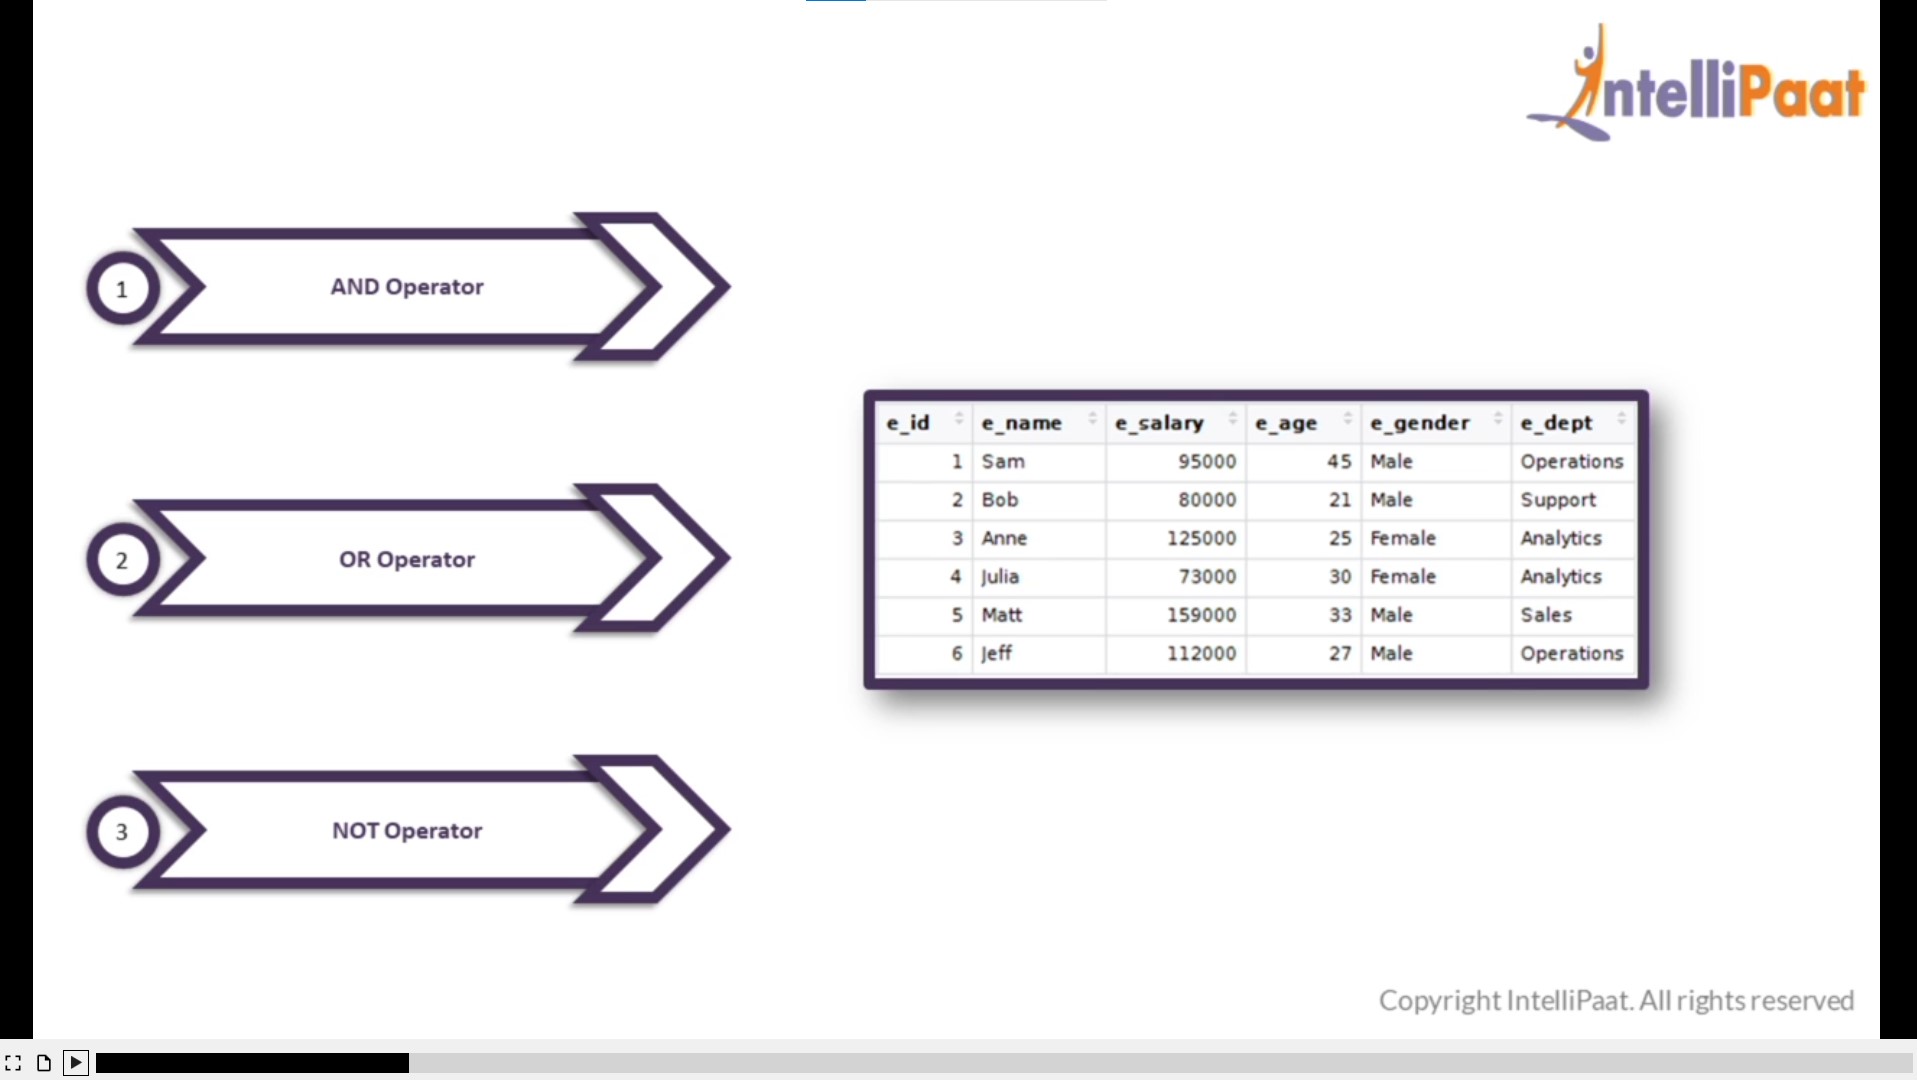 IntelliPaat
1
AND Operator
2
OR Operator
3
NOT Operator
e_id e_name e_salary e_age e_gender e_dept
1 Sam 95000 45 Male Operations
2 Bob 80000 21 Male Support
3 Anne 125000 25 Female Analytics
4 Julia 73000 30 Female Analytics
5 Matt 159000 33 Male Sales
6 Jeff 112000 27 Male Operations
Copyright IntelliPaat. All rights reserved